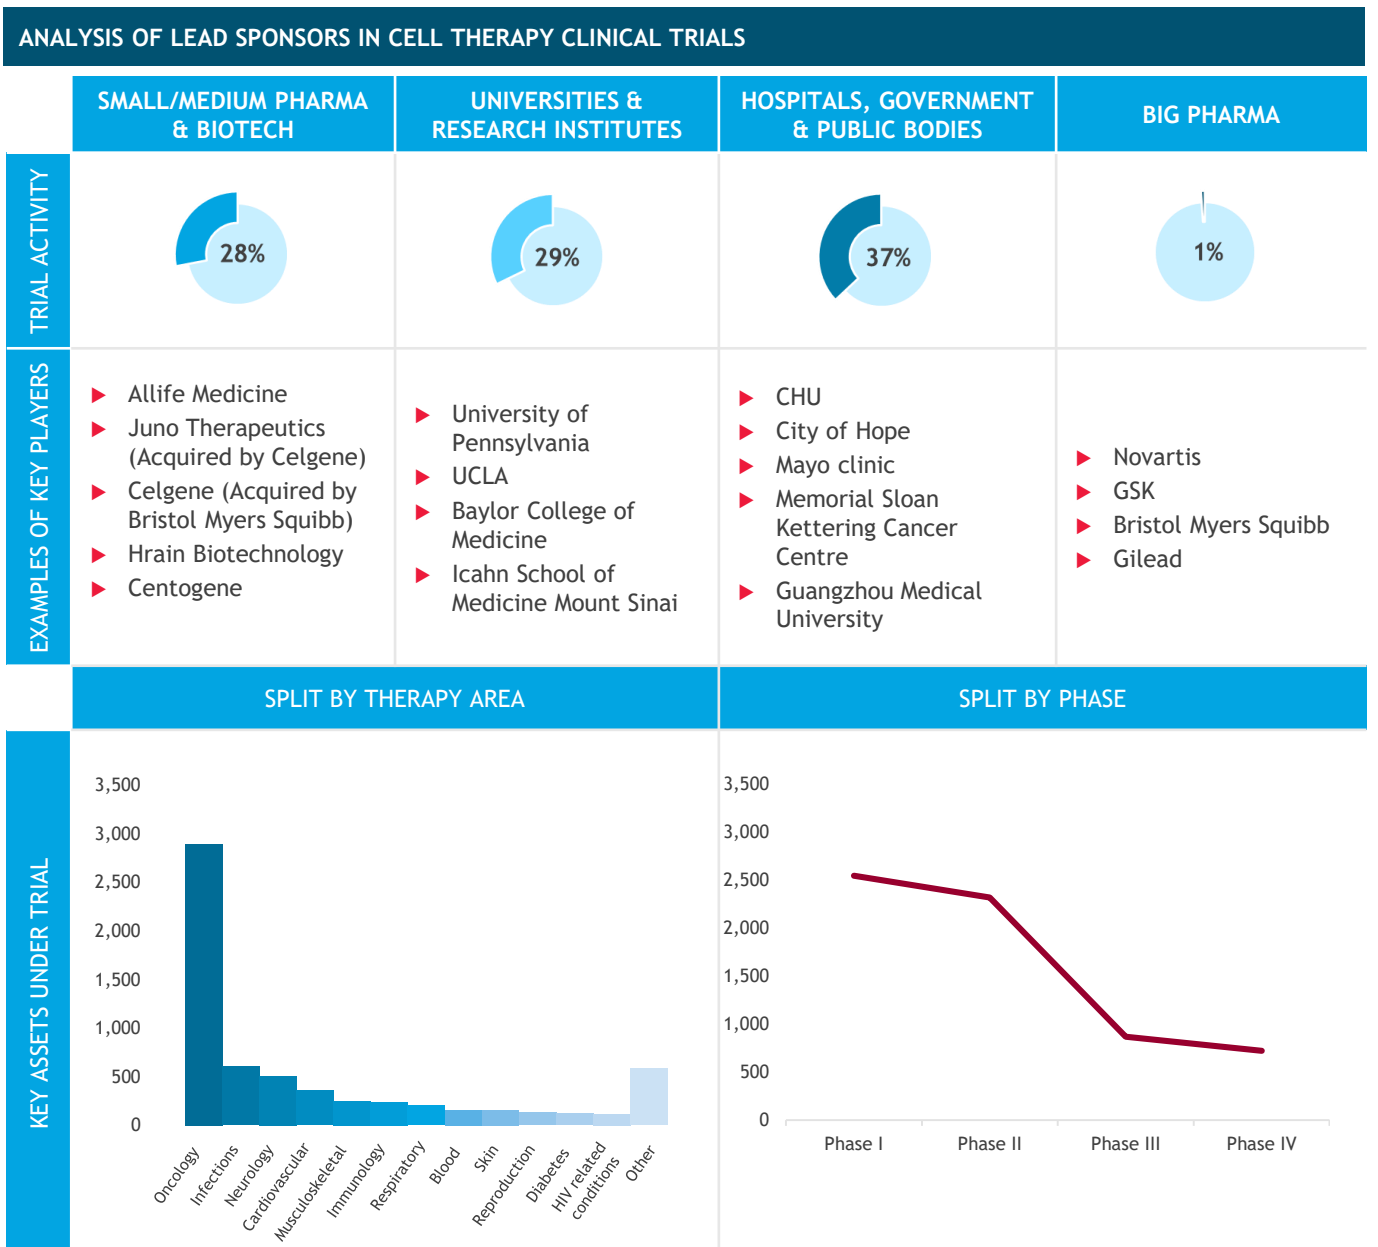 ANALYSIS OF LEAD SPONSORS IN CELL THERAPY CLINICAL TRIALS
SMALL/MEDIUM PHARMA
& BIOTECH
UNIVERSITIES &
RESEARCH INSTITUTES
HOSPITALS, GOVERNMENT
& PUBLIC BODIES
BIG PHARMA
TRIAL ACTIVITY
28%
29%
37%
1%
EXAMPLES OF KEY PLAYERS
Allife Medicine
Juno Therapeutics
(Acquired by Celgene)
Celgene (Acquired by
Bristol Myers Squibb)
Hrain Biotechnology
Centogene
University of
Pennsylvania
UCLA
Baylor College of
Medicine
Icahn School of
Medicine Mount Sinai
CHU
City of Hope
Mayo clinic
Memorial Sloan
Kettering Cancer
Centre
Guangzhou Medical
University
Novartis
GSK
Bristol Myers Squibb
Gilead
SPLIT BY THERAPY AREA
SPLIT BY PHASE
KEY ASSETS UNDER TRIAL
3,500
3,000
2,500
2,000
1,500
1,000
500
0
Oncology
Infections
Neurology
Cardiovascular
Musculoskeletal
Immunology
Respiratory
Blood
Skin
Reproduction
Diabetes
HIV related
conditions
Other
3,500
3,000
2,500
2,000
1,500
1,000
500
0
Phase I
Phase II
Phase III
Phase IV